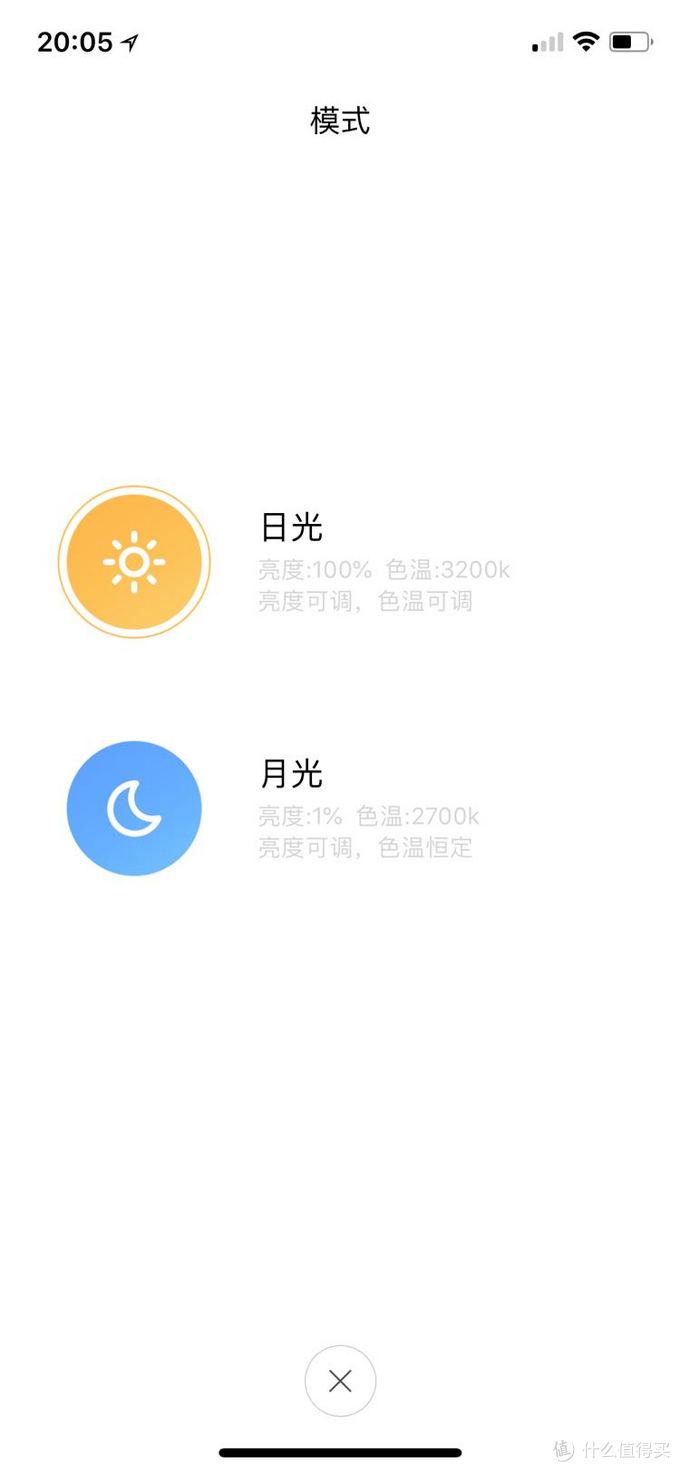 20:05
模式
日光
亮度:100% 色温:3200k
亮度可调，色温可调
月光
亮度:1% 色温:2700k
亮度可调，色温恒定
值 什么值得买